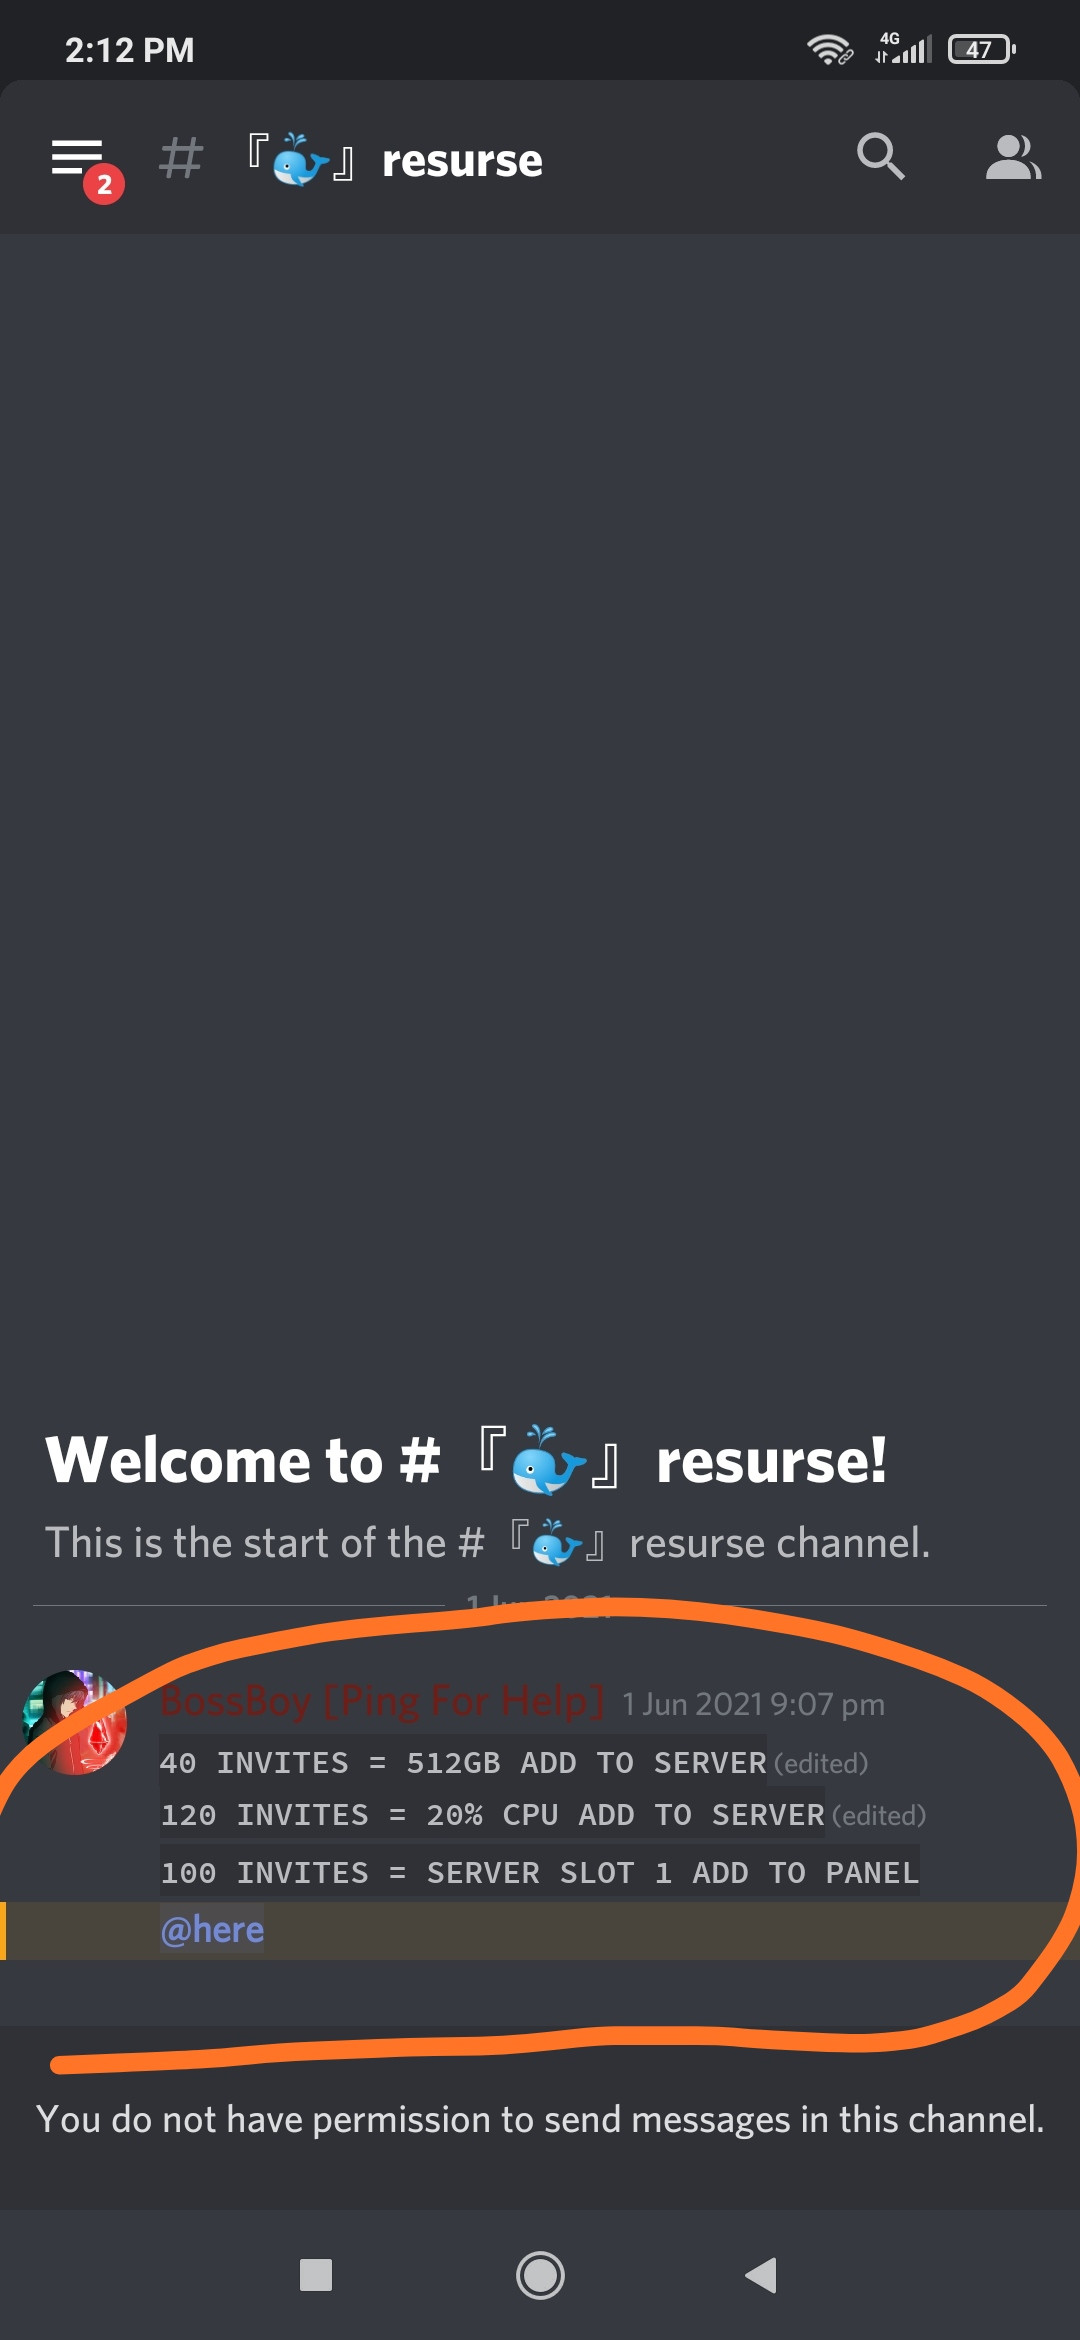 2:12 PM
4G
47
2
# 『🐳』 resurse
Welcome to # 『🐳』 resurse!
This is the start of the # 『🐳』 resurse channel.
1 Jun 2021
BossBoy [Ping For Help] 1 Jun 2021 9:07 pm
40 INVITES = 512GB ADD TO SERVER (edited)
120 INVITES = 20% CPU ADD TO SERVER (edited)
100 INVITES = SERVER SLOT 1 ADD TO PANEL
@here
You do not have permission to send messages in this channel.